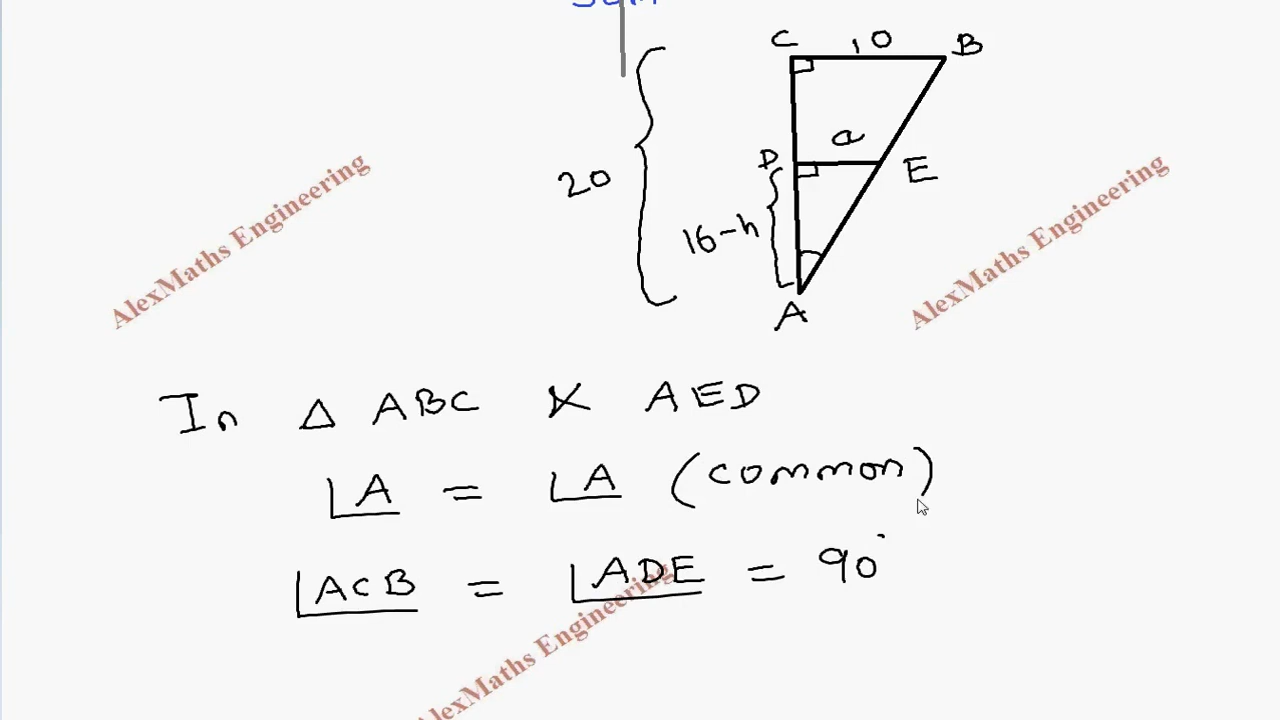 C 10 B
D a E
20
16-h
A
AlexMaths Engineering
AlexMaths Engineering
In Δ ABC & AED
∠A = ∠A (common)
∠ACB = ∠ADE = 90°
AlexMaths Engineering